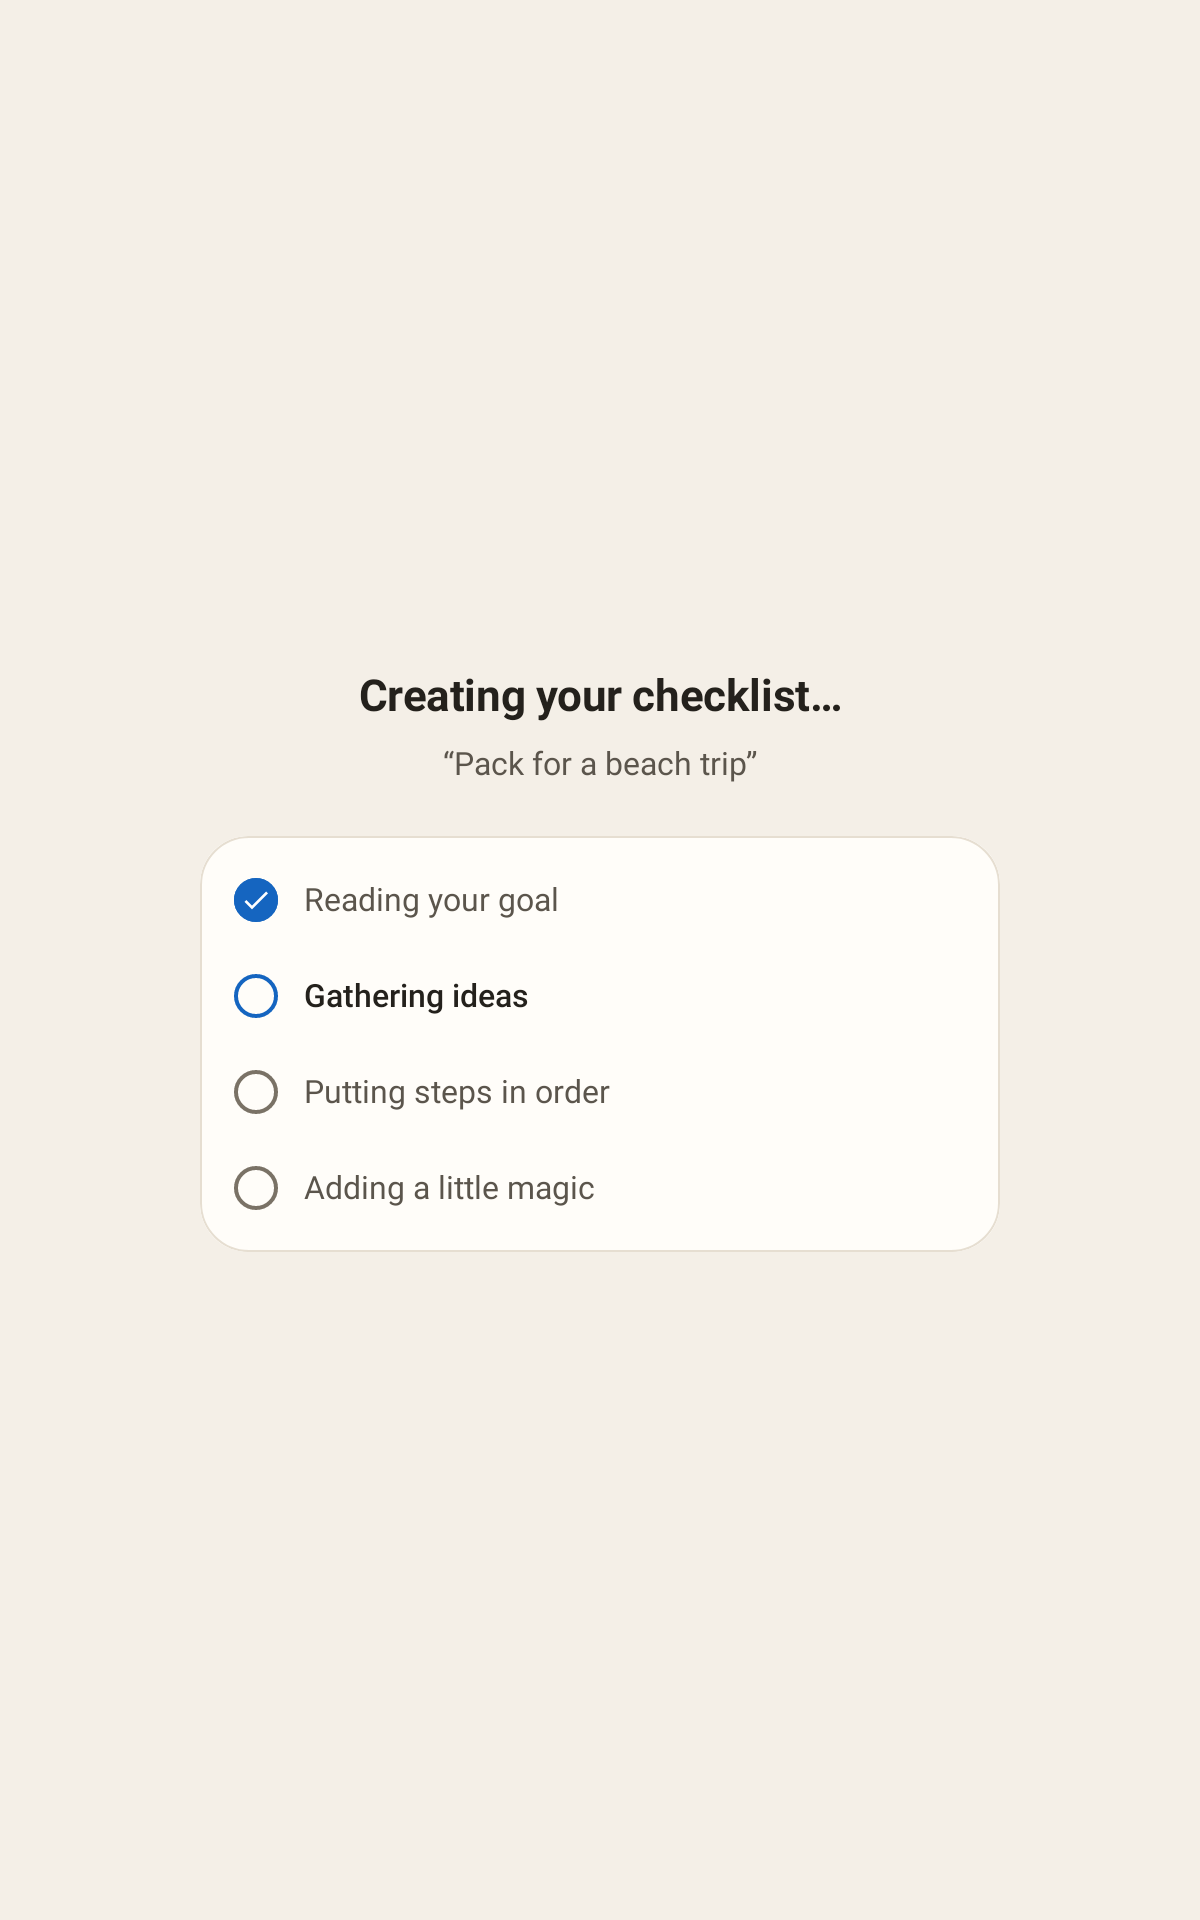 Creating your checklist…
“Pack for a beach trip”
Reading your goal
Gathering ideas
Putting steps in order
Adding a little magic